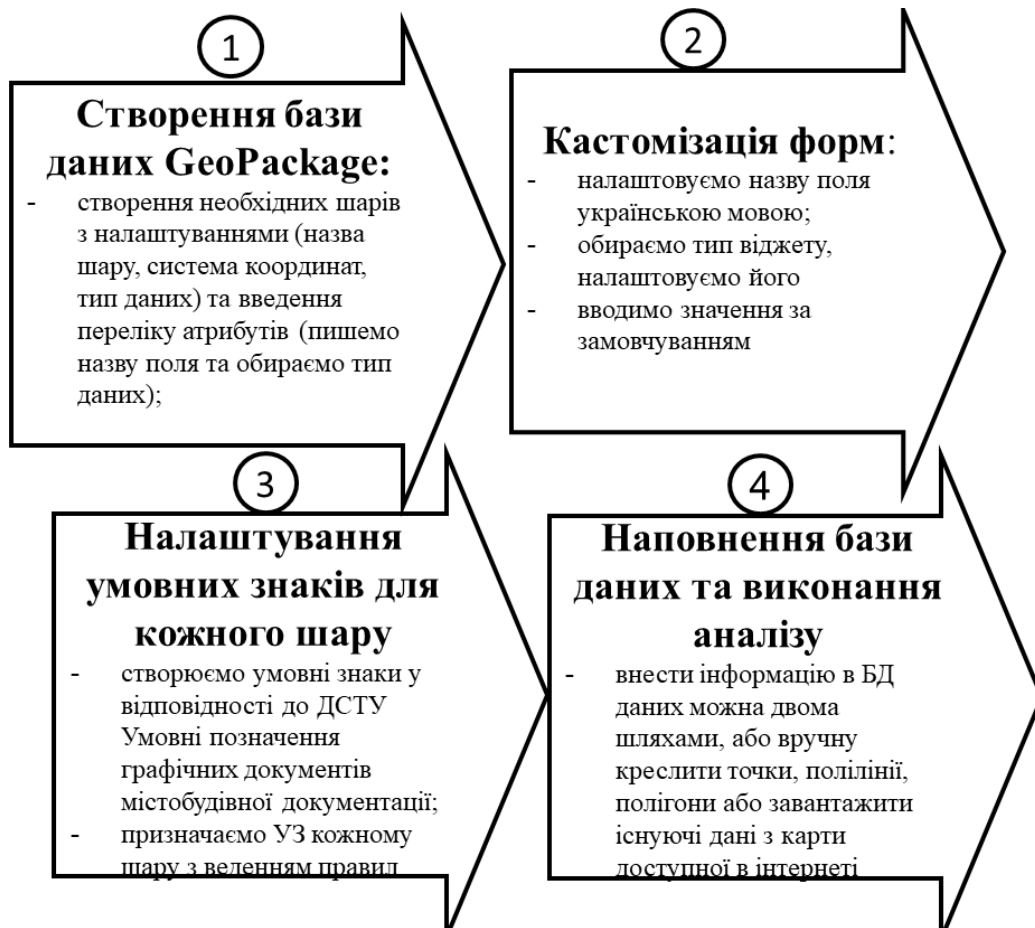 1
Створення бази
даних GeoPackage:
- створення необхідних шарів
з налаштуваннями (назва
шару, система координат,
тип даних) та введення
переліку атрибутів (пишемо
назву поля та обираємо тип
даних);
2
Кастомізація форм:
- налаштовуємо назву поля
українською мовою;
- обираємо тип віджету,
налаштовуємо його
- вводимо значення за
замовчуванням
3
Налаштування
умовних знаків для
кожного шару
- створюємо умовні знаки у
відповідності до ДСТУ
Умовні позначення
графічних документів
містобудівної документації;
- призначаємо УЗ кожному
шару з веденням правил
4
Наповнення бази
даних та виконання
аналізу
- внести інформацію в БД
даних можна двома
шляхами, або вручну
креслити точки, полілінії,
полігони або завантажити
існуючі дані з карти
доступної в інтернеті